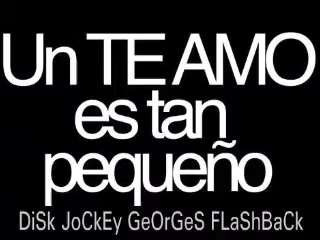 Un TE AMO
es tan
pequeño
DiSk JoCkEy GeOrGeS FLaShBaCk